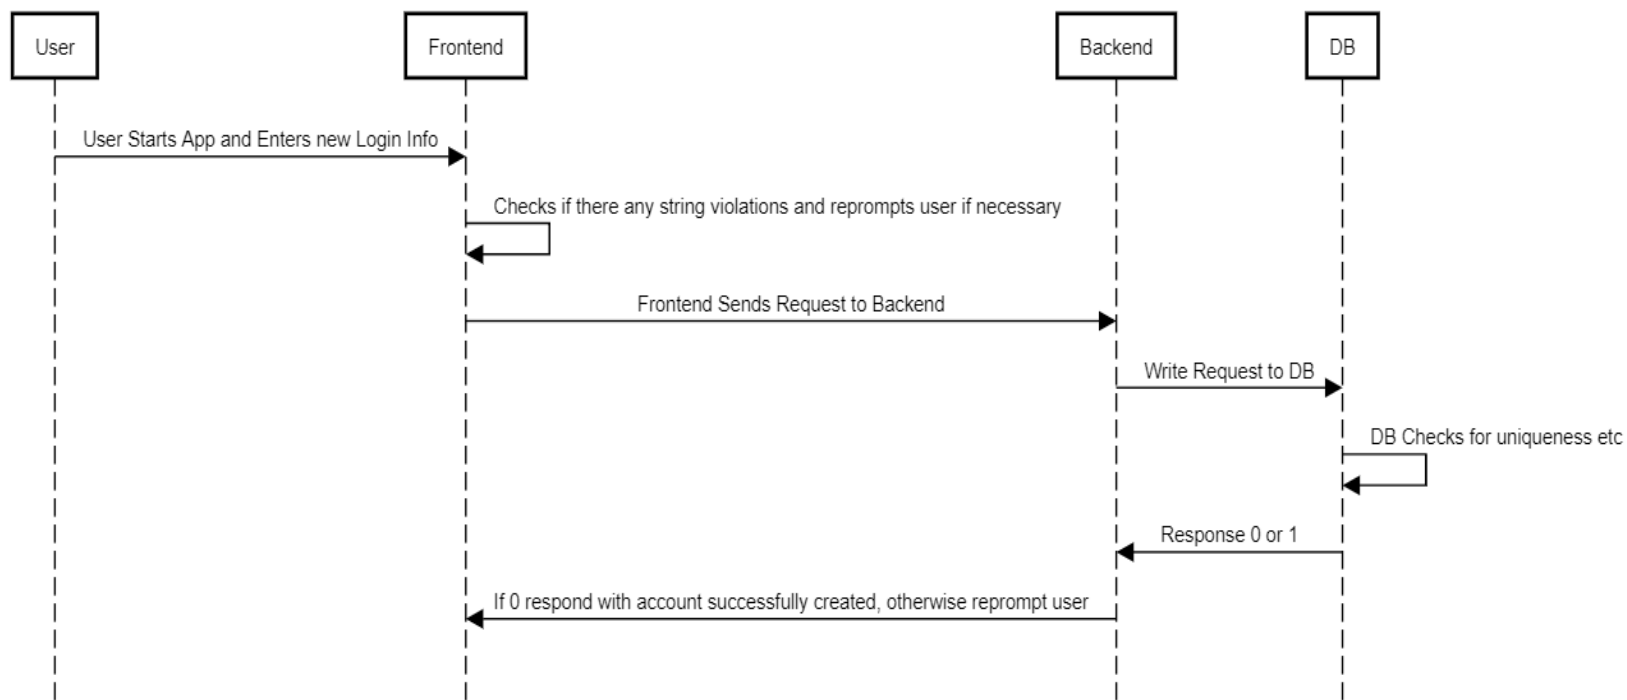 User
Frontend
Backend
DB
User Starts App and Enters new Login Info
Checks if there any string violations and reprompts user if necessary
Frontend Sends Request to Backend
Write Request to DB
DB Checks for uniqueness etc
Response 0 or 1
If 0 respond with account successfully created, otherwise reprompt user